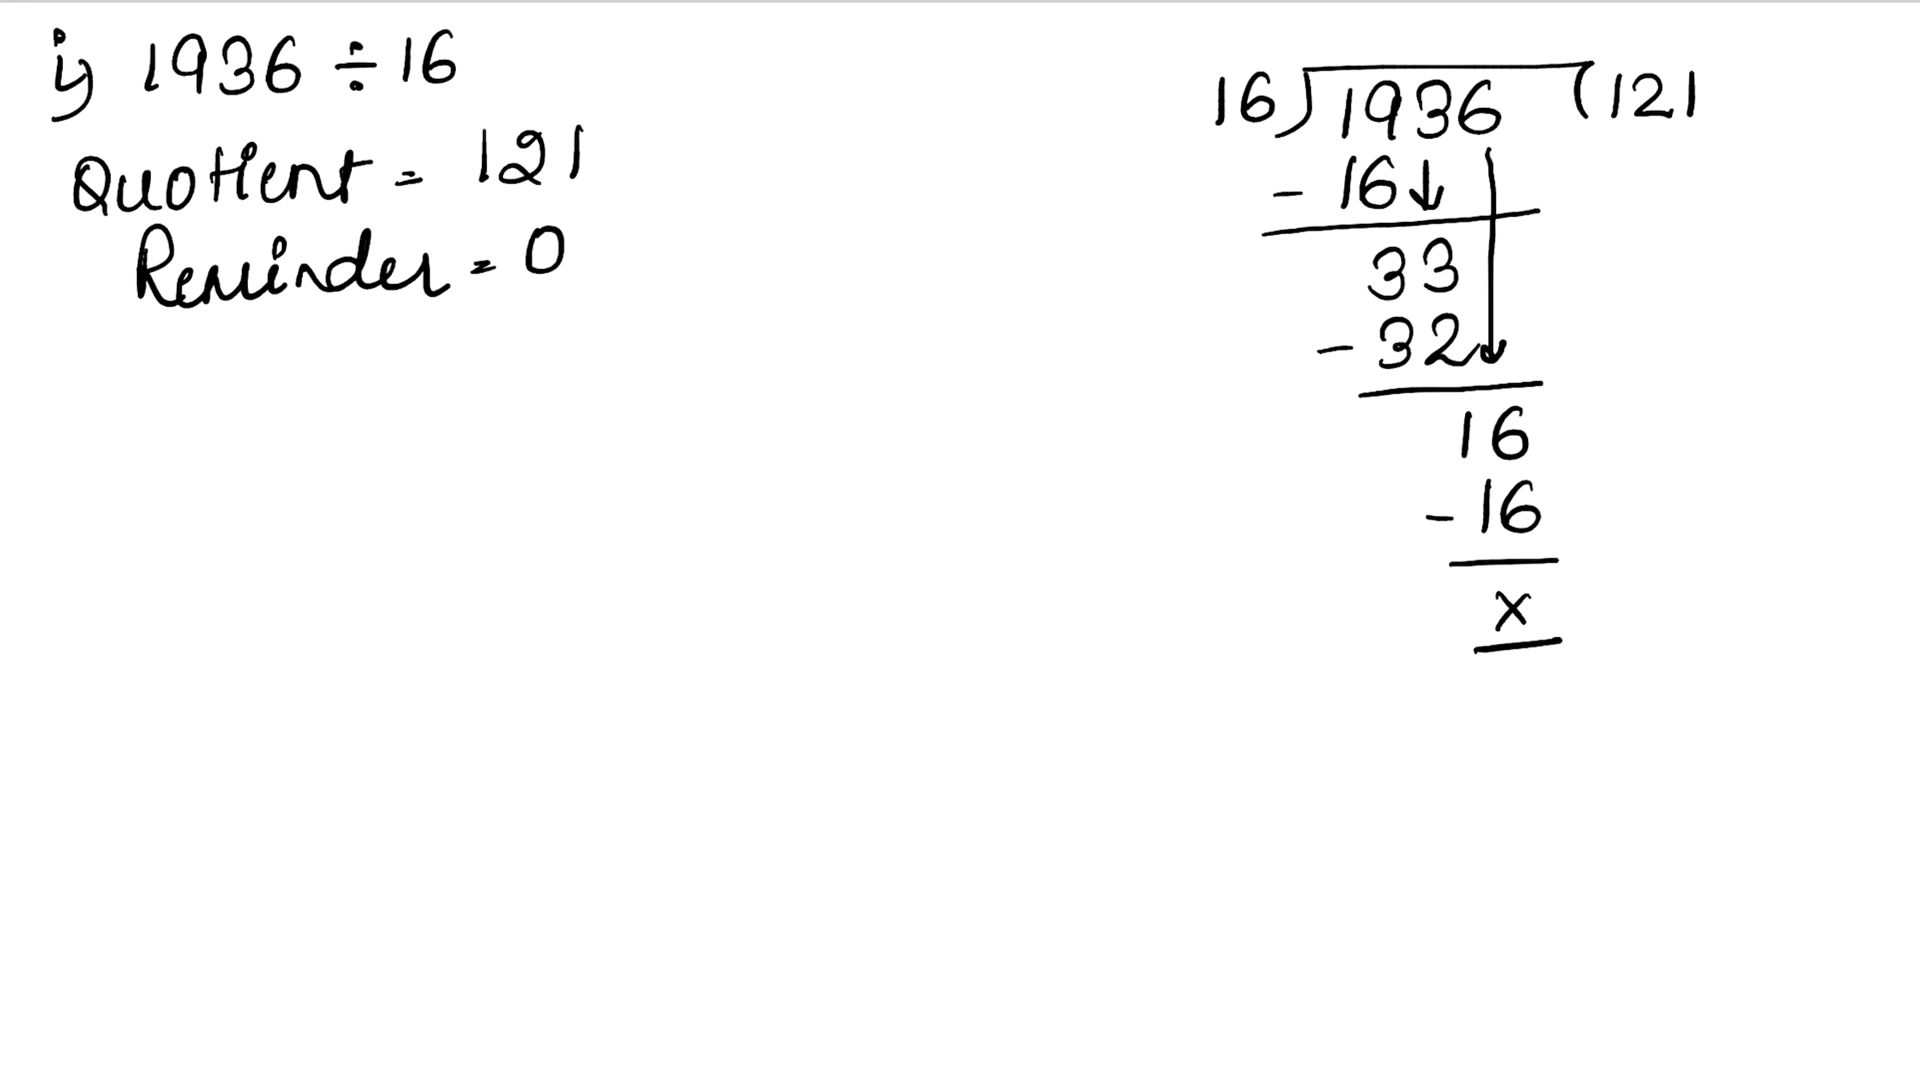 i) 1936 ÷ 16
Quotient = 121
Reminder = 0
16)1936(121
- 16↓
33
- 32↓
16
- 16
x